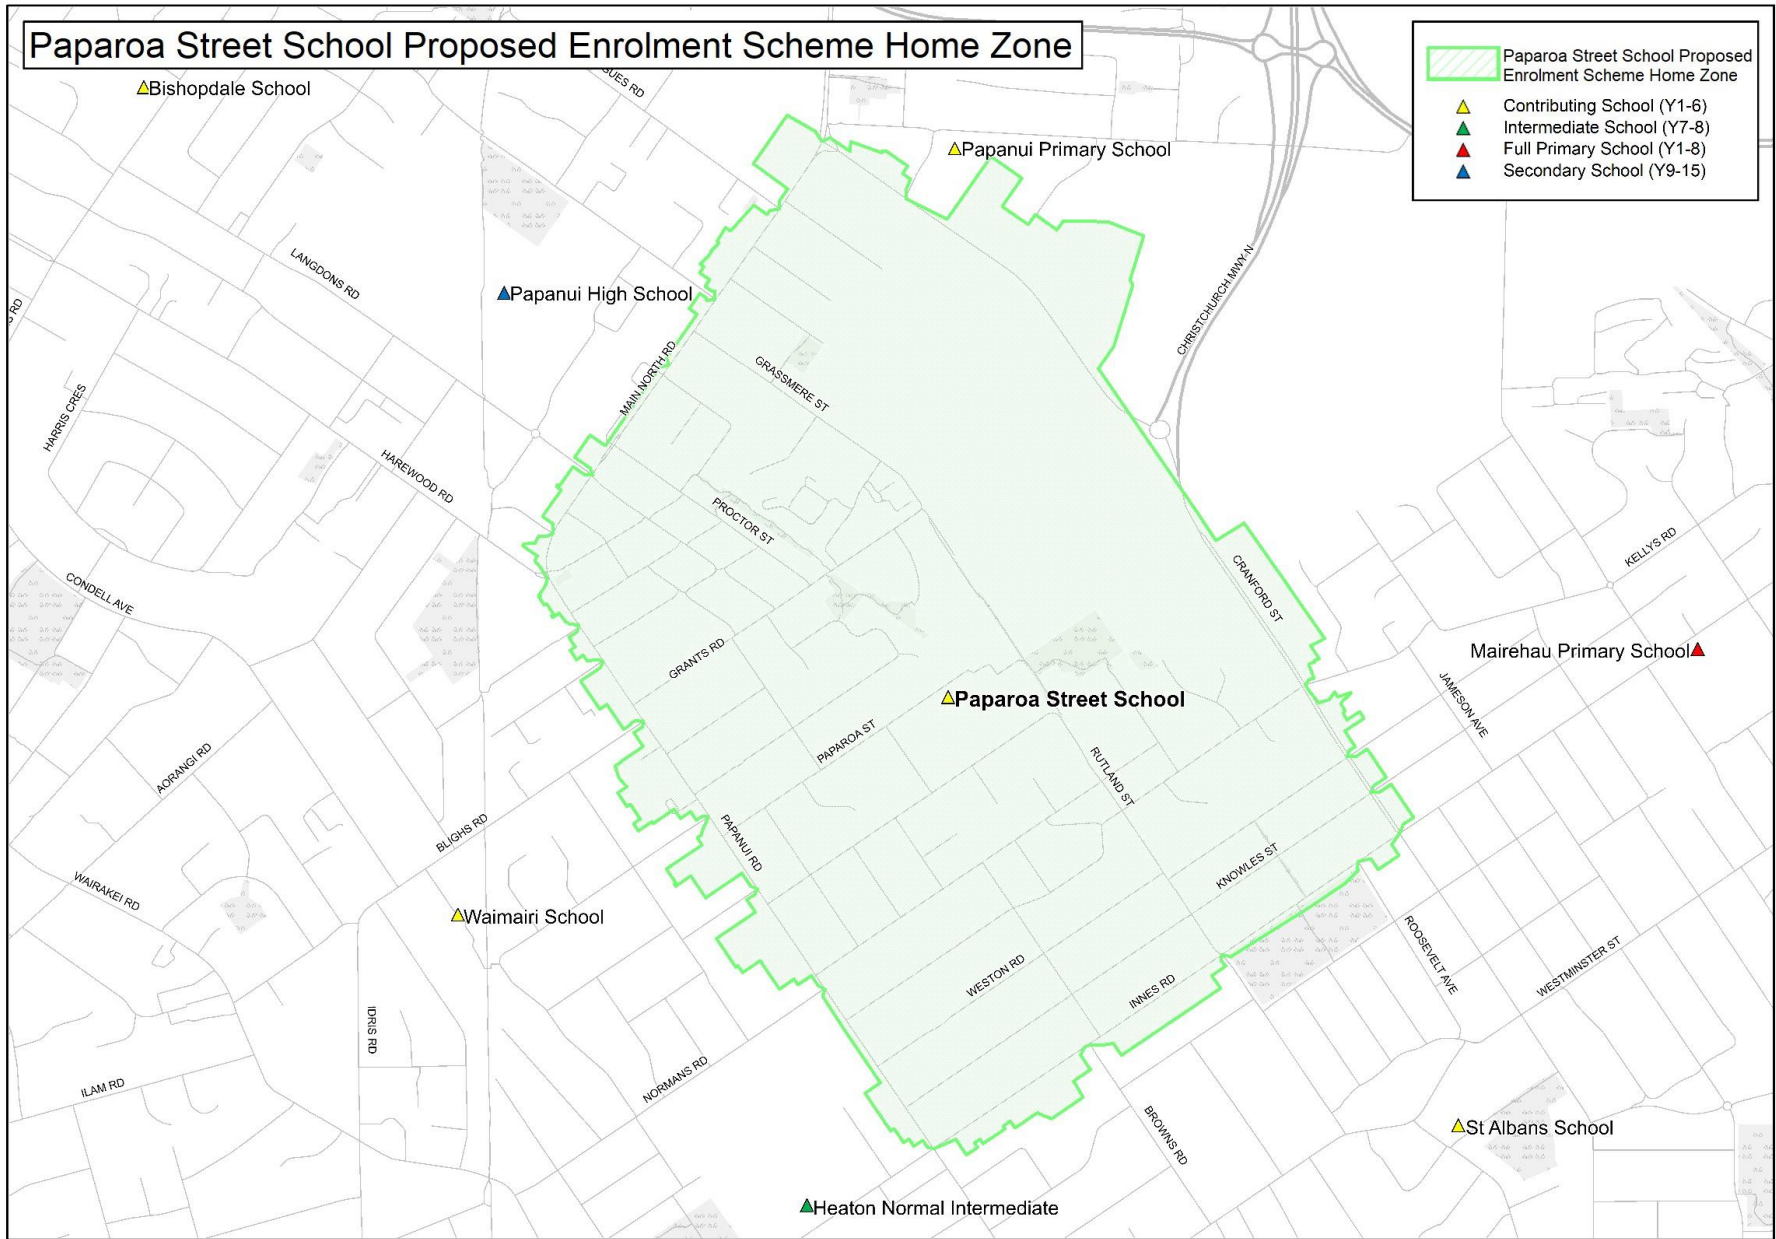 Paparoa Street School Proposed Enrolment Scheme Home Zone
Paparoa Street School Proposed
Enrolment Scheme Home Zone
Contributing School (Y1-6)
Intermediate School (Y7-8)
Full Primary School (Y1-8)
Secondary School (Y9-15)
Bishopdale School
Papanui Primary School
LANGDONS RD
CHRISTCHURCH MWY N
Papanui High School
MAIN NORTH RD
GRASSMERE ST
HARRIS CRES
HAREWOOD RD
PROCTOR ST
KELLYS RD
CONDELL AVE
CRANFORD ST
GRANTS RD
Mairehau Primary School
Paparoa Street School
JAMESON AVE
PAPAROA ST
AORANGI RD
RUTLAND ST
BLIGHS RD
PAPANUI RD
KNOWLES ST
WAIRAKEI RD
Waimairi School
ROOSEVELT AVE
WESTMINSTER ST
WESTON RD
INNES RD
IDRIS RD
NORMANS RD
ILAM RD
BROWNS RD
St Albans School
Heaton Normal Intermediate